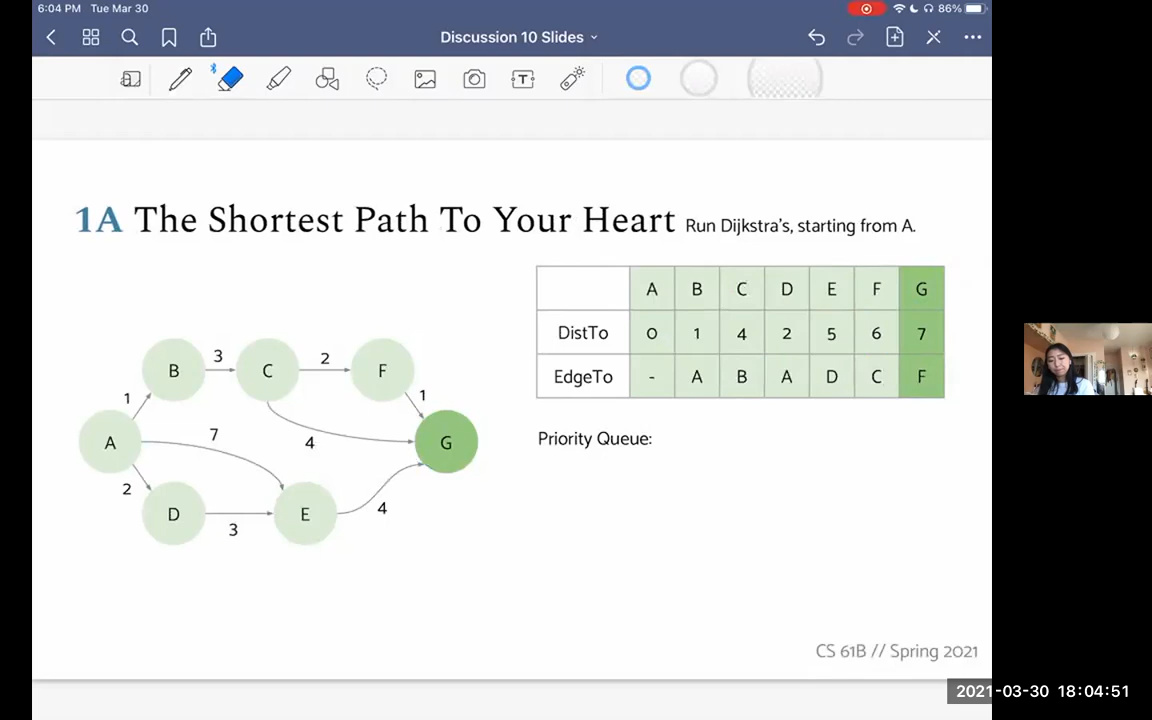 6:04 PM Tue Mar 30
86%
Discussion 10 Slides
T
1A The Shortest Path To Your Heart Run Dijkstra's, starting from A.
A B C D E F G
DistTo 0 1 4 2 5 6 7
EdgeTo - A B A D C F
Priority Queue:
B 3 C 2 F
1 1
A 7 4 G
2 4
D 3 E
CS 61B // Spring 2021
2021-03-30 18:04:51